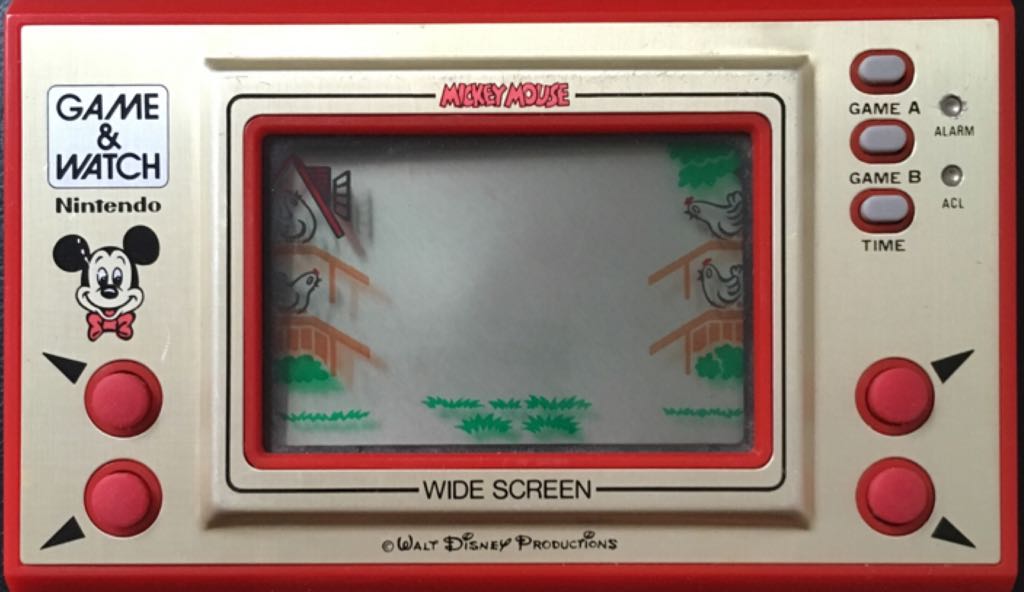 MICKEY MOUSE
GAME
&
WATCH
Nintendo
GAME A
ALARM
GAME B
ACL
TIME
WIDE SCREEN
© WALT DISNEY PRODUCTIONS